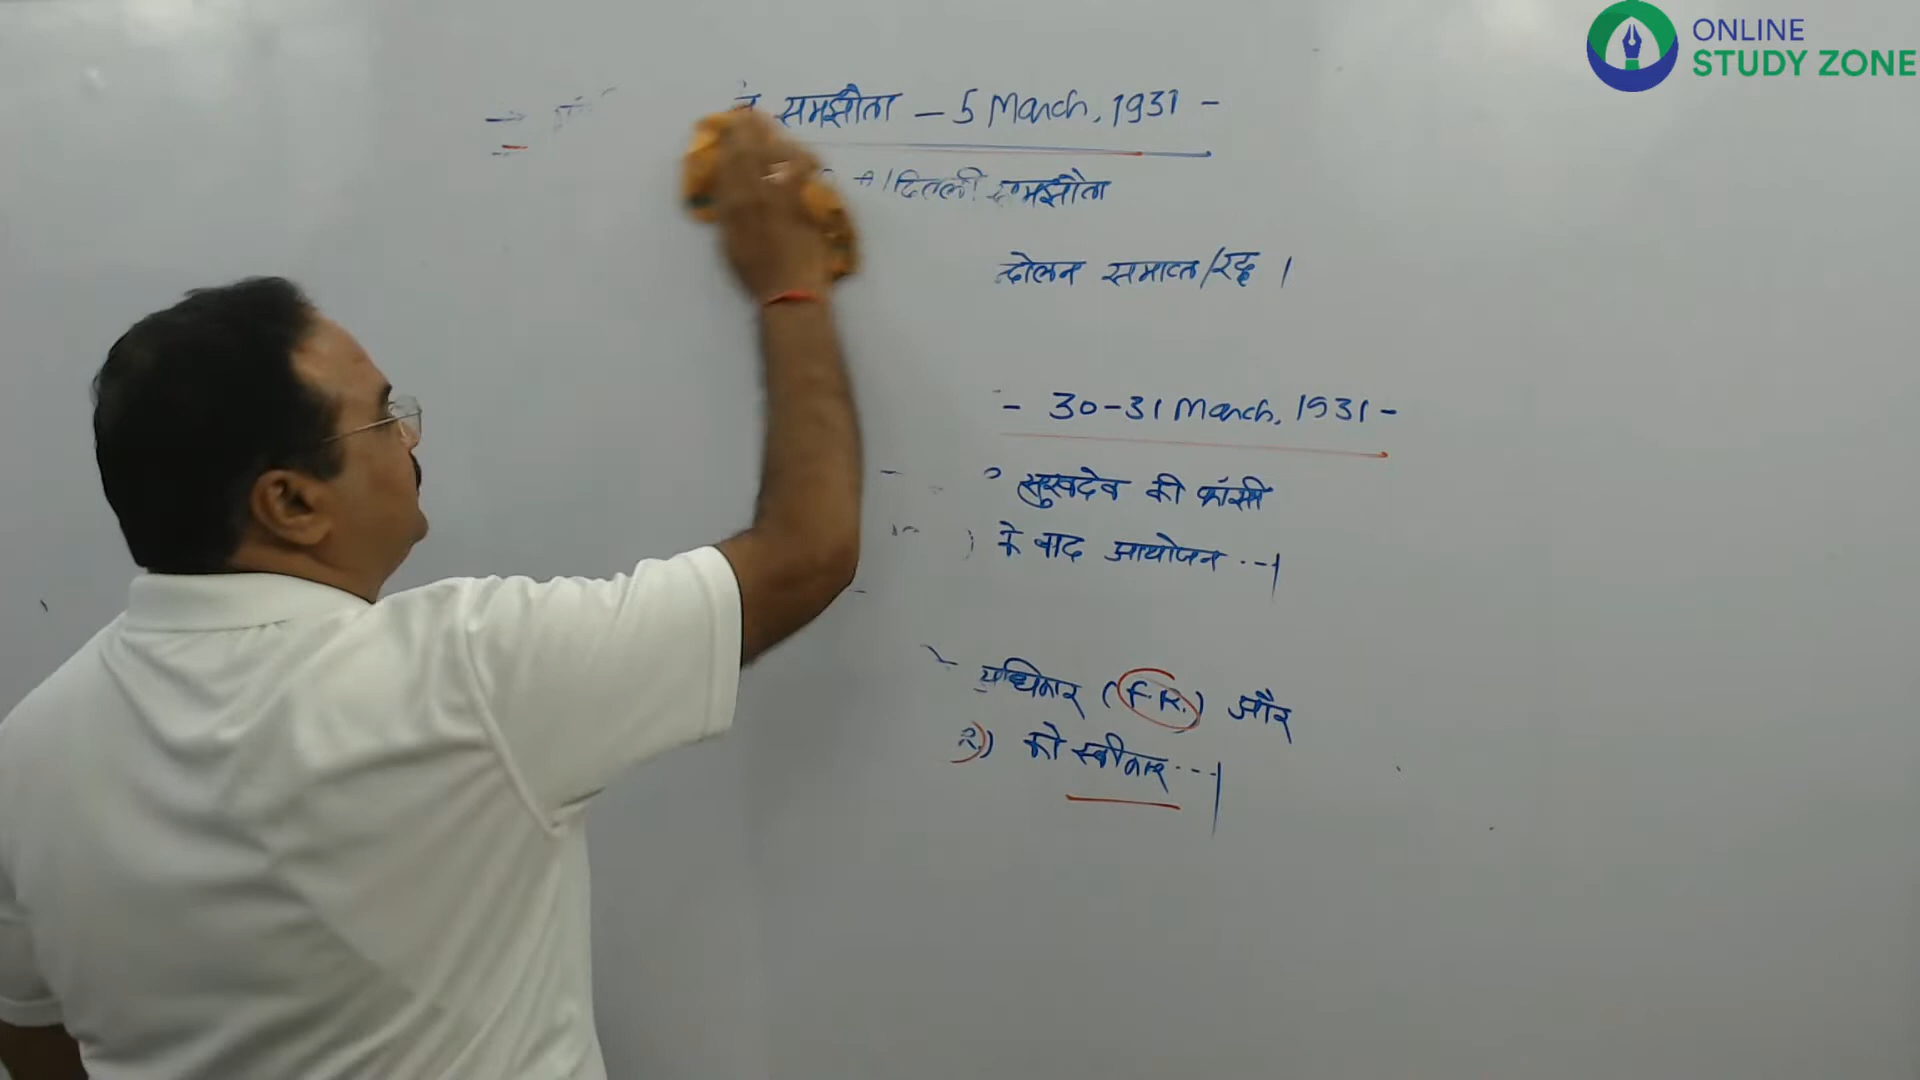 ONLINE
STUDY ZONE
समझौता - 5 March, 1931 -
/दिल्ली समझौता
दोलन समाप्त/रद्द ।
- 30-31 March, 1931 -
सुखदेव की फाँसी
के बाद आयोजन ...।
धिकार (F.R.) और
को स्वीकार ...।